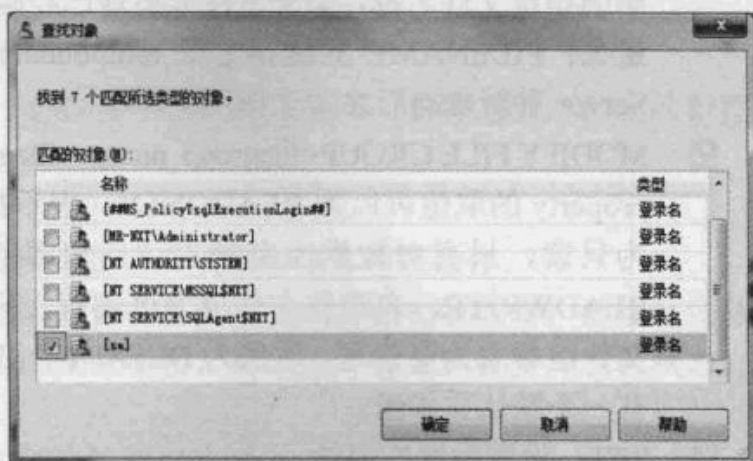 查找对象
找到 7 个匹配所选类型的对象。
匹配的对象(M):
名称 类型
[##MS_PolicyTsqlExecutionLogin##] 登录名
[MR-NXT\Administrator] 登录名
[NT AUTHORITY\SYSTEM] 登录名
[NT SERVICE\MSSQL$NXT] 登录名
[NT SERVICE\SQLAgent$NXT] 登录名
[sa] 登录名
确定 取消 帮助